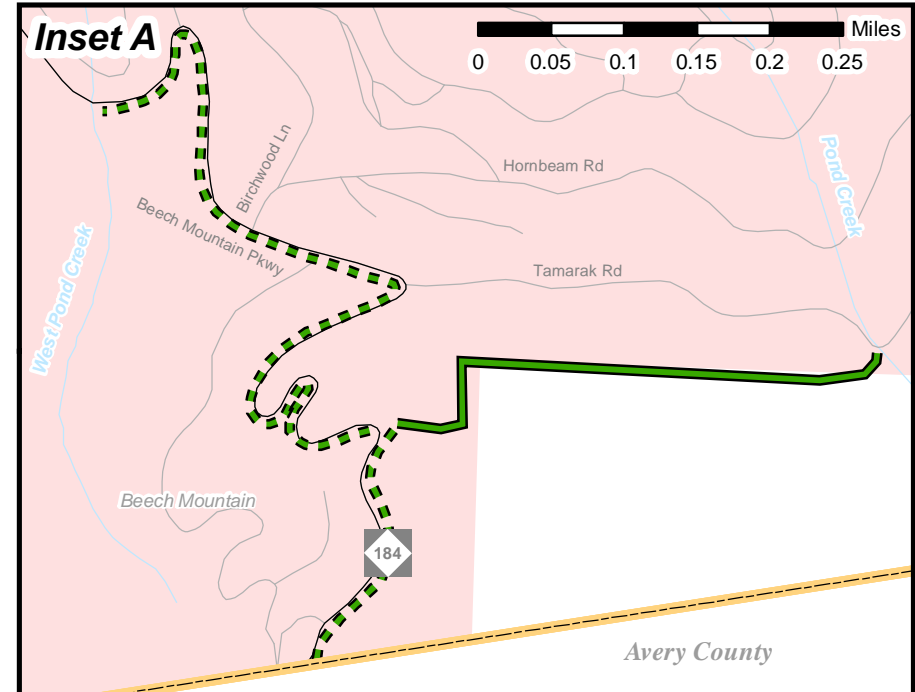 Inset A
Miles
0 0.05 0.1 0.15 0.2 0.25
Birchwood Ln
Hornbeam Rd
Pond Creek
Beech Mountain Pkwy
West Pond Creek
Tamarak Rd
Beech Mountain
184
Avery County